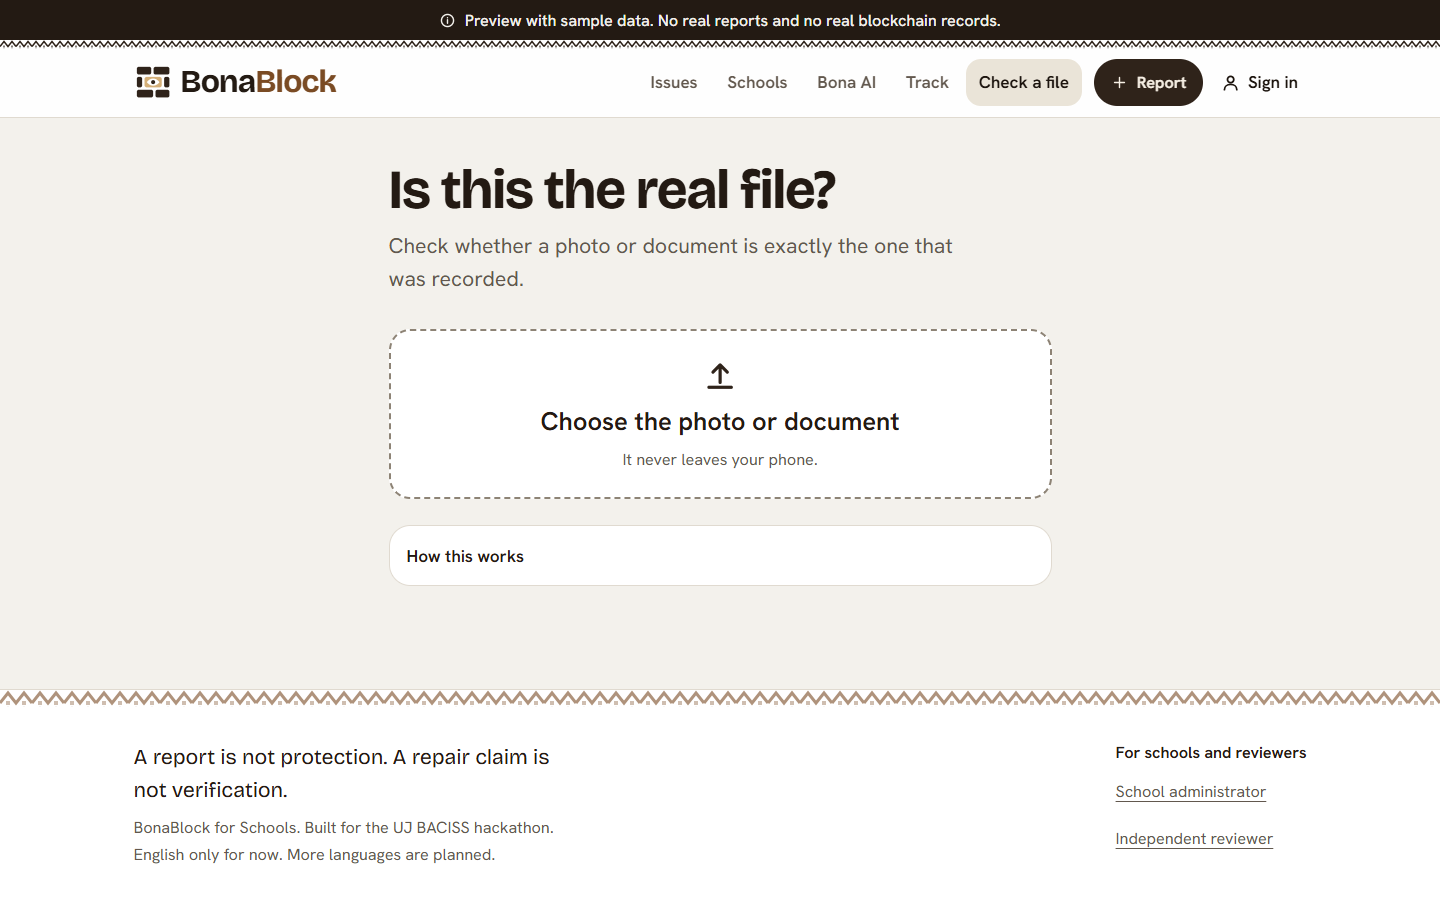 Preview with sample data. No real reports and no real blockchain records.
BonaBlock
Issues
Schools
Bona AI
Track
Check a file
+ Report
Sign in
Is this the real file?
Check whether a photo or document is exactly the one that
was recorded.
Choose the photo or document
It never leaves your phone.
How this works
A report is not protection. A repair claim is
not verification.
BonaBlock for Schools. Built for the UJ BACISS hackathon.
English only for now. More languages are planned.
For schools and reviewers
School administrator
Independent reviewer